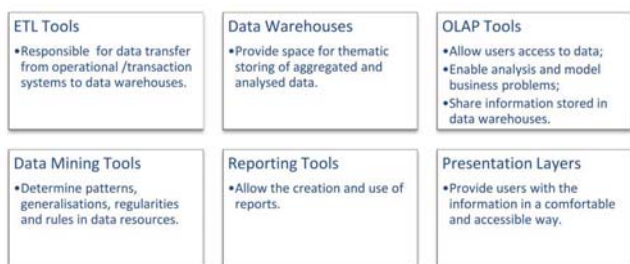 ETL Tools
•Responsible for data transfer
from operational /transaction
systems to data warehouses.
Data Warehouses
•Provide space for thematic
storing of aggregated and
analysed data.
OLAP Tools
•Allow users access to data;
•Enable analysis and model
business problems;
•Share information stored in
data warehouses.
Data Mining Tools
•Determine patterns,
generalisations, regularities
and rules in data resources.
Reporting Tools
•Allow the creation and use of
reports.
Presentation Layers
•Provide users with the
information in a comfortable
and accessible way.